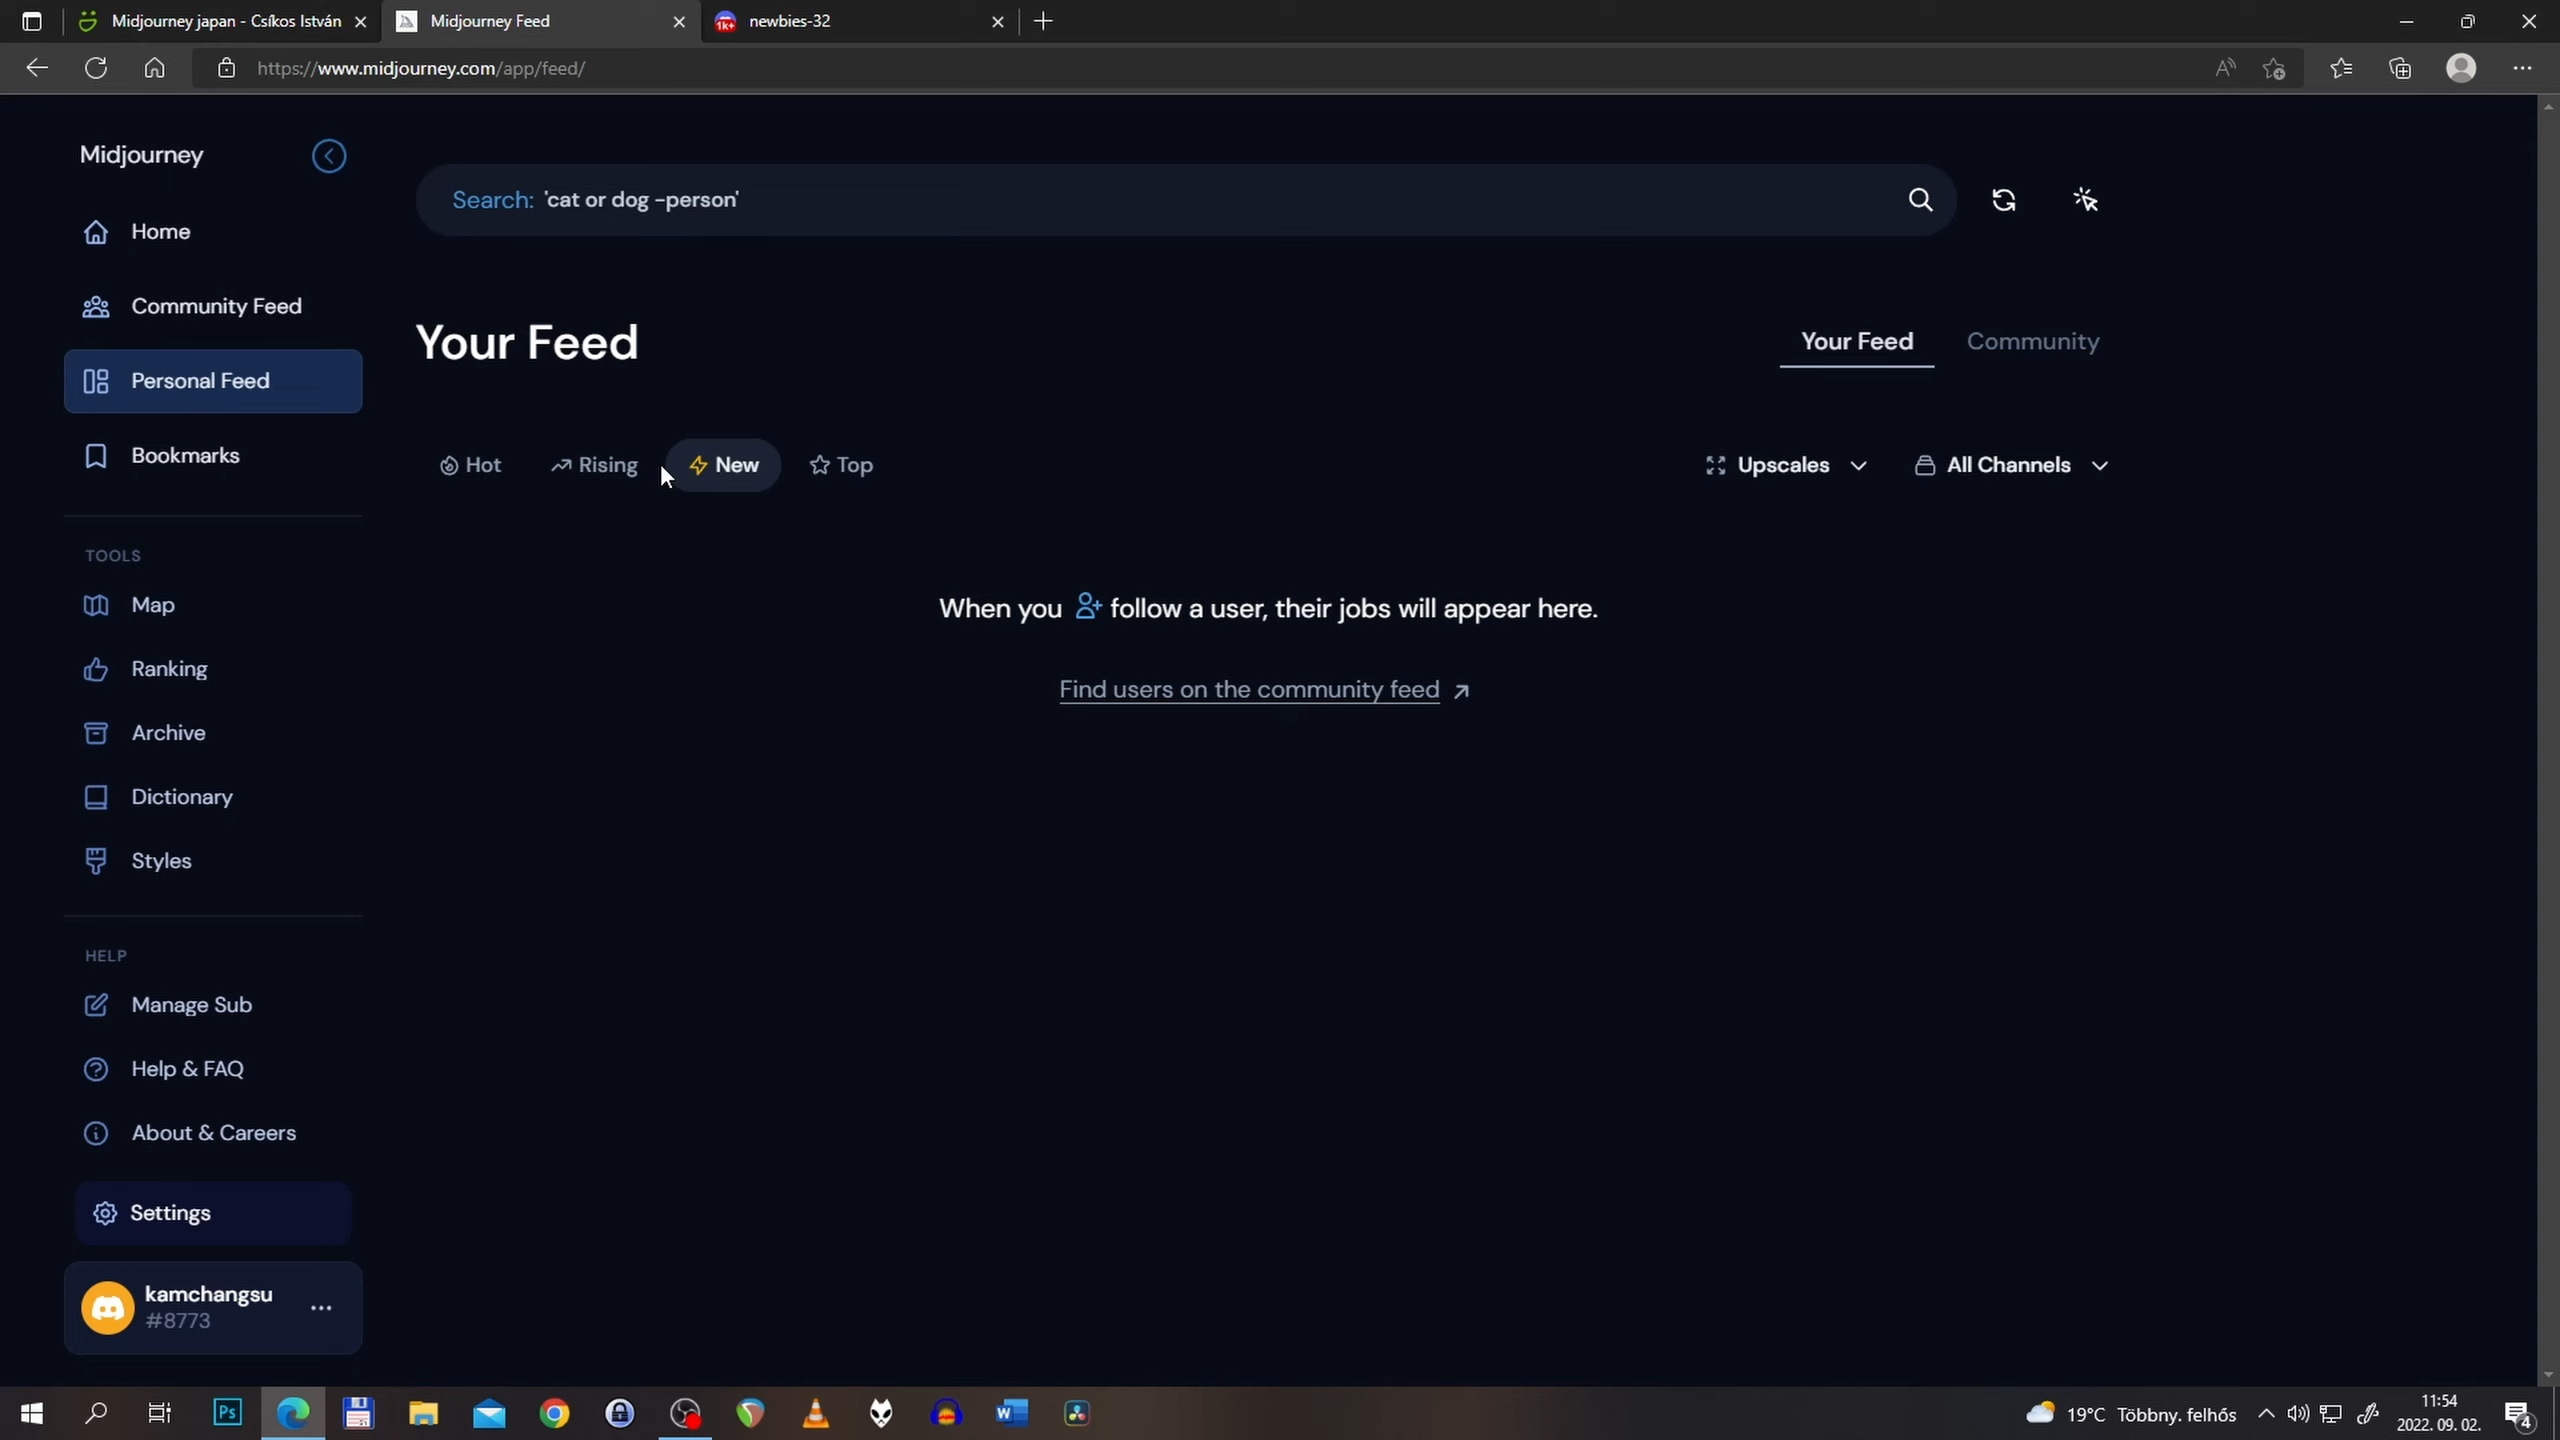 Midjourney japan - Csíkos István
Midjourney Feed
1k+
newbies-32
https://www.midjourney.com/app/feed/
Midjourney
Search: 'cat or dog -person'
Home
Community Feed
Personal Feed
Bookmarks
TOOLS
Map
Ranking
Archive
Dictionary
Styles
HELP
Manage Sub
Help & FAQ
About & Careers
Settings
kamchangsu
#8773
Your Feed
Your Feed
Community
Hot
Rising
New
Top
Upscales
All Channels
When you follow a user, their jobs will appear here.
Find users on the community feed
Ps
W
19°C Többny. felhős
11:54
2022. 09. 02.
4